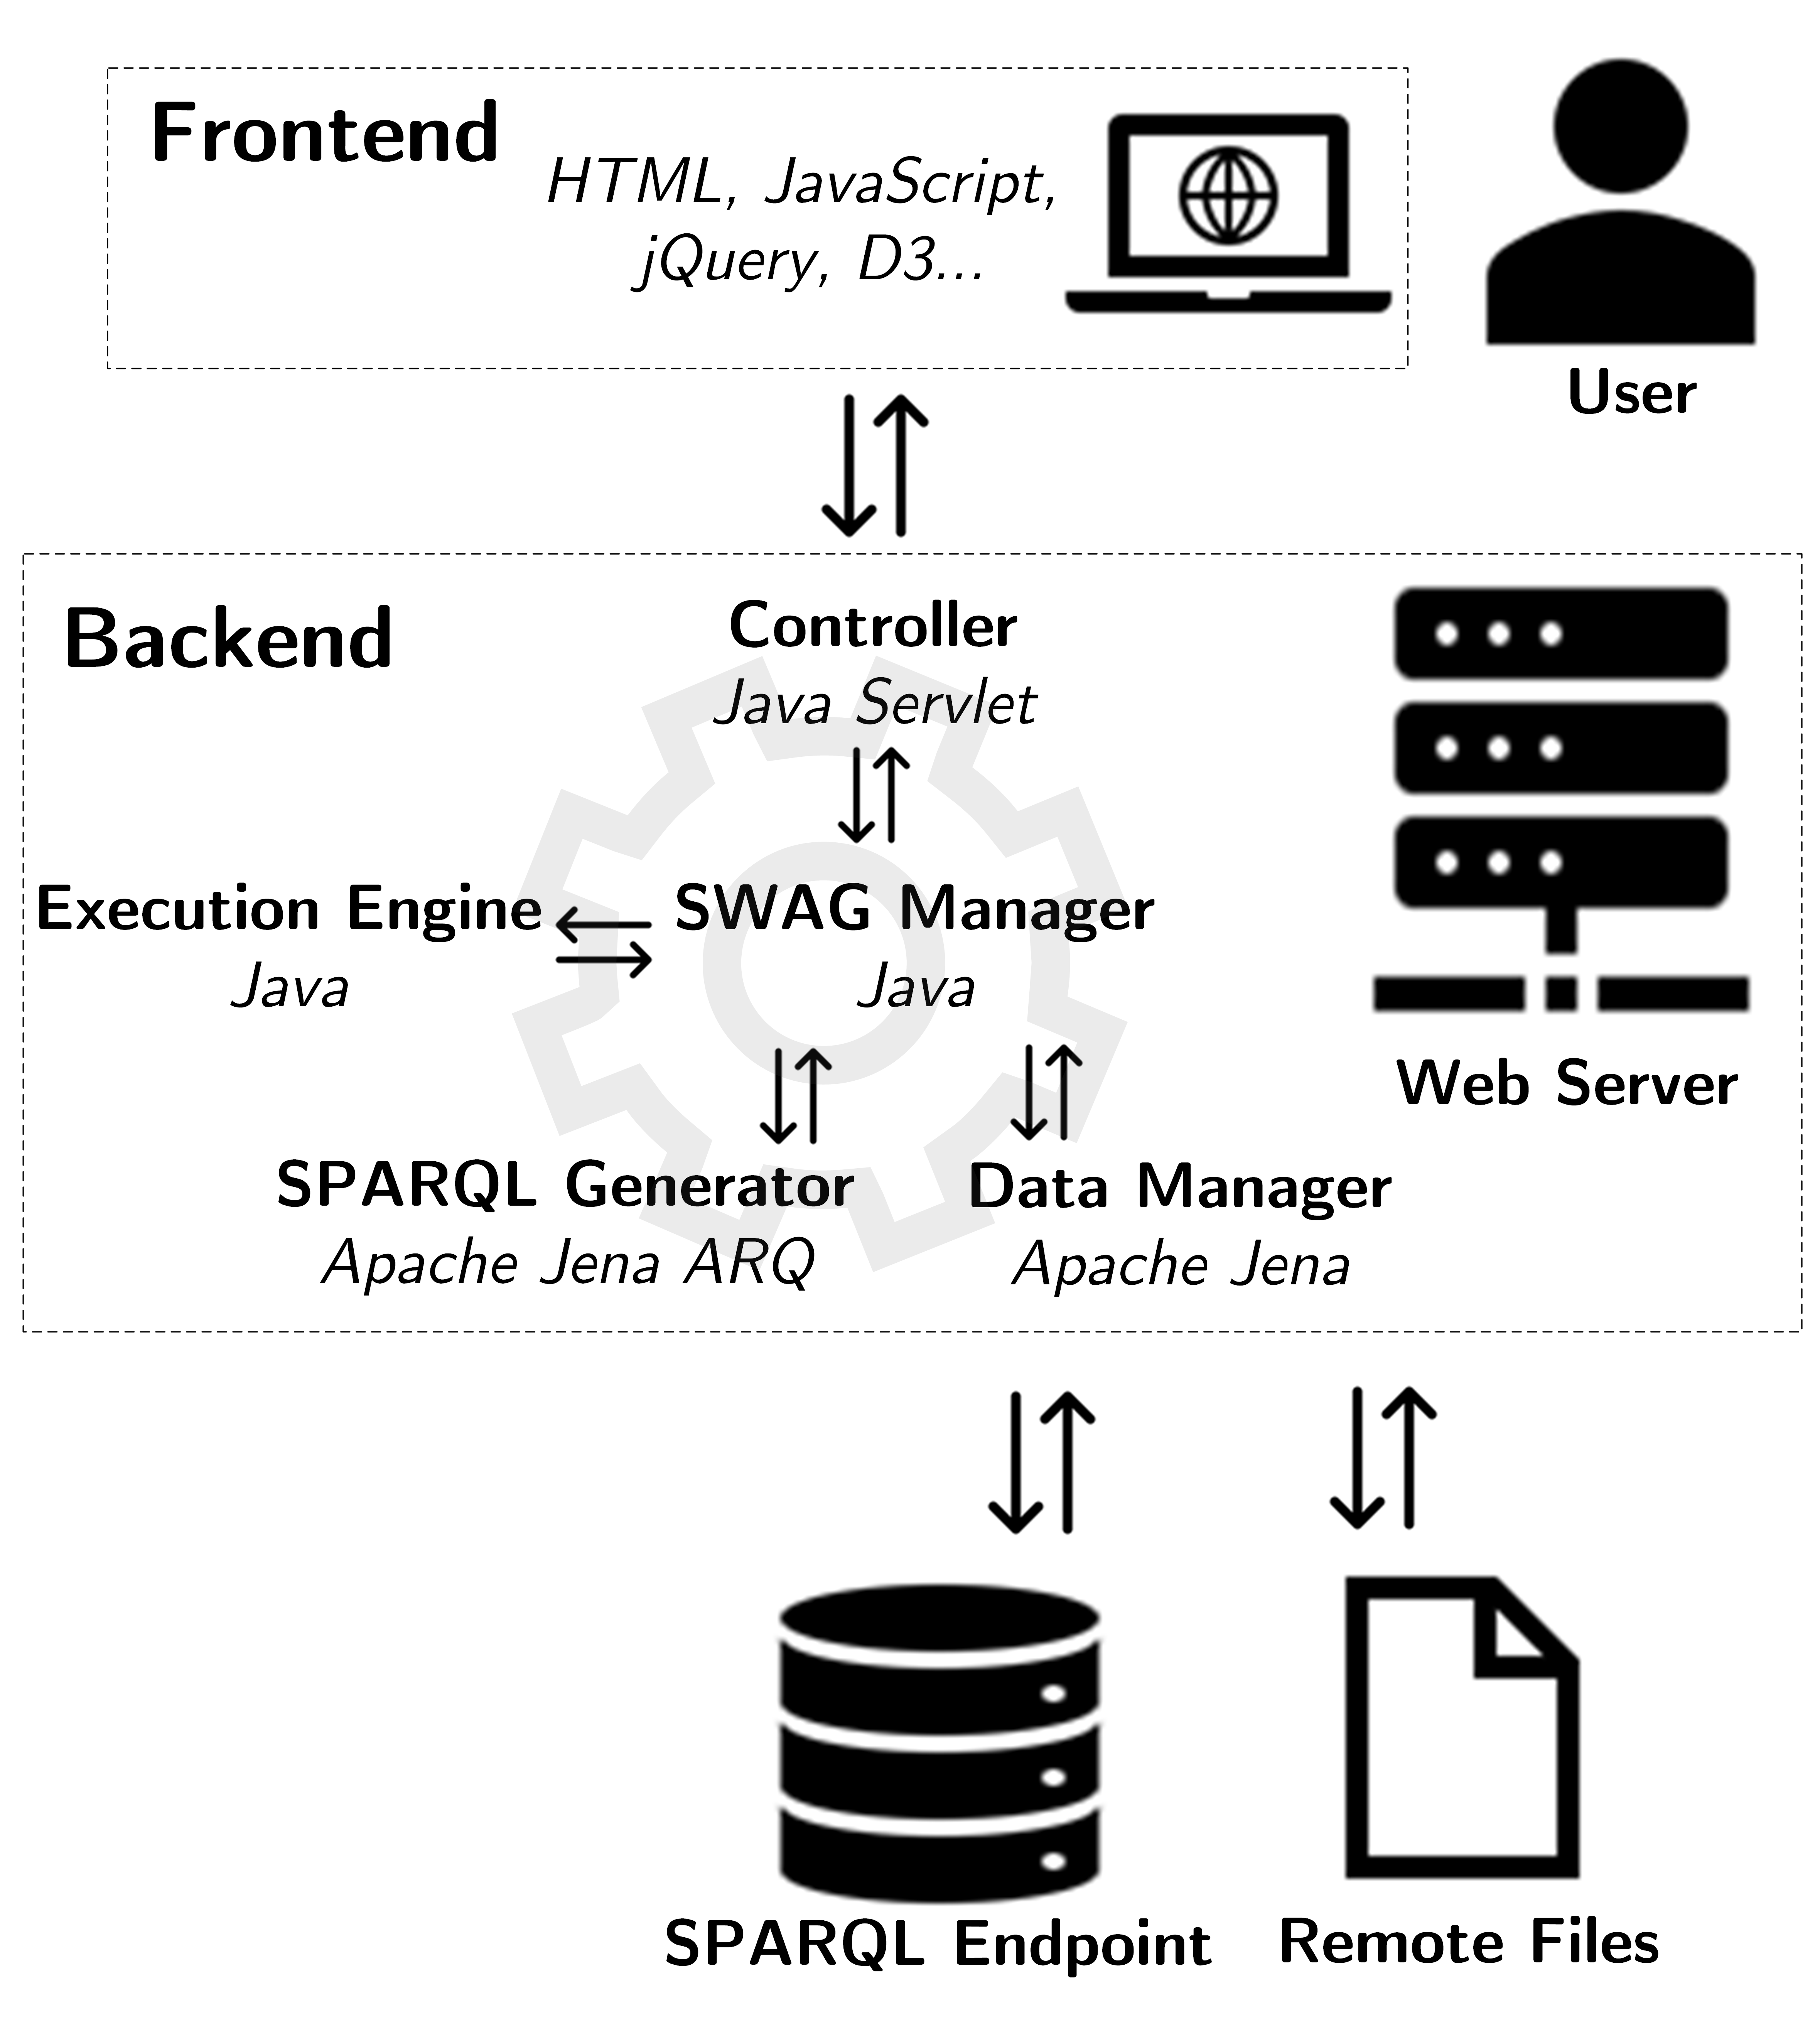 Frontend
HTML, JavaScript,
jQuery, D3...
User
Backend
Controller
Java Servlet
Execution Engine
Java
SWAG Manager
Java
Web Server
SPARQL Generator
Apache Jena ARQ
Data Manager
Apache Jena
SPARQL Endpoint
Remote Files